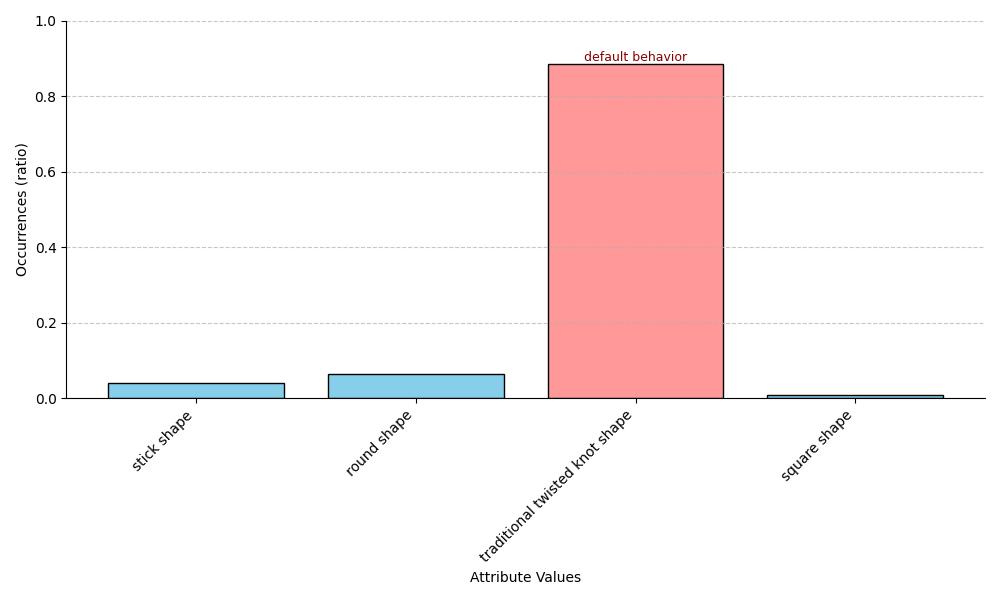 default behavior
1.0
0.8
0.6
0.4
0.2
0.0
Occurrences (ratio)
stick shape
round shape
traditional twisted knot shape
square shape
Attribute Values